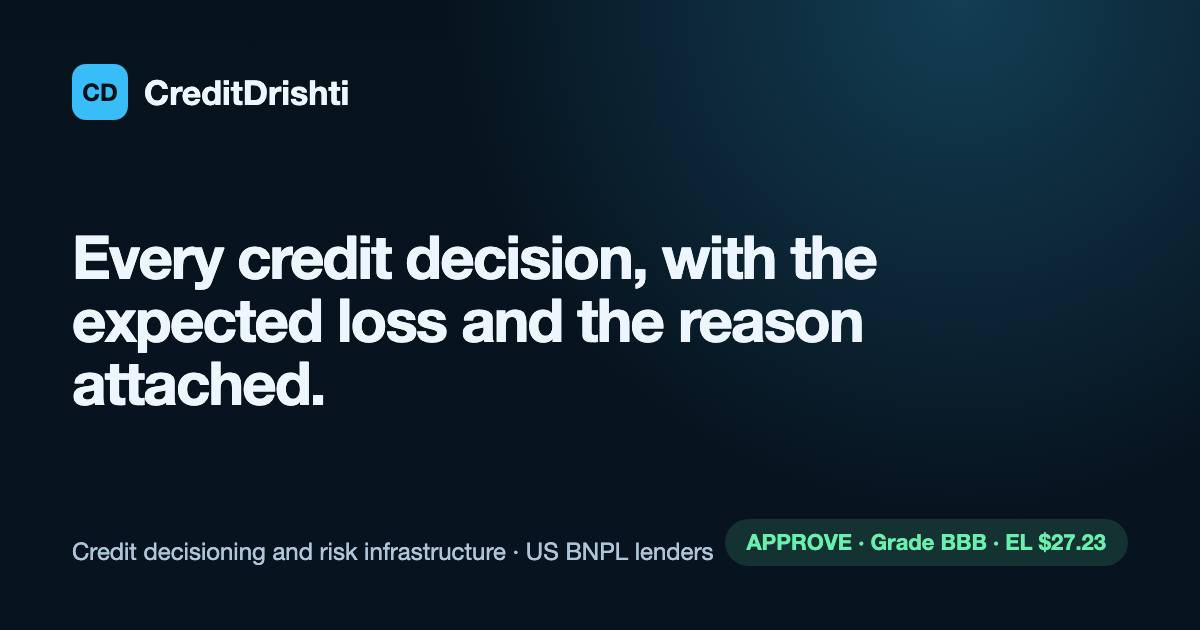 CD
CreditDrishti
Every credit decision, with the
expected loss and the reason
attached.
Credit decisioning and risk infrastructure · US BNPL lenders
APPROVE · Grade BBB · EL $27.23